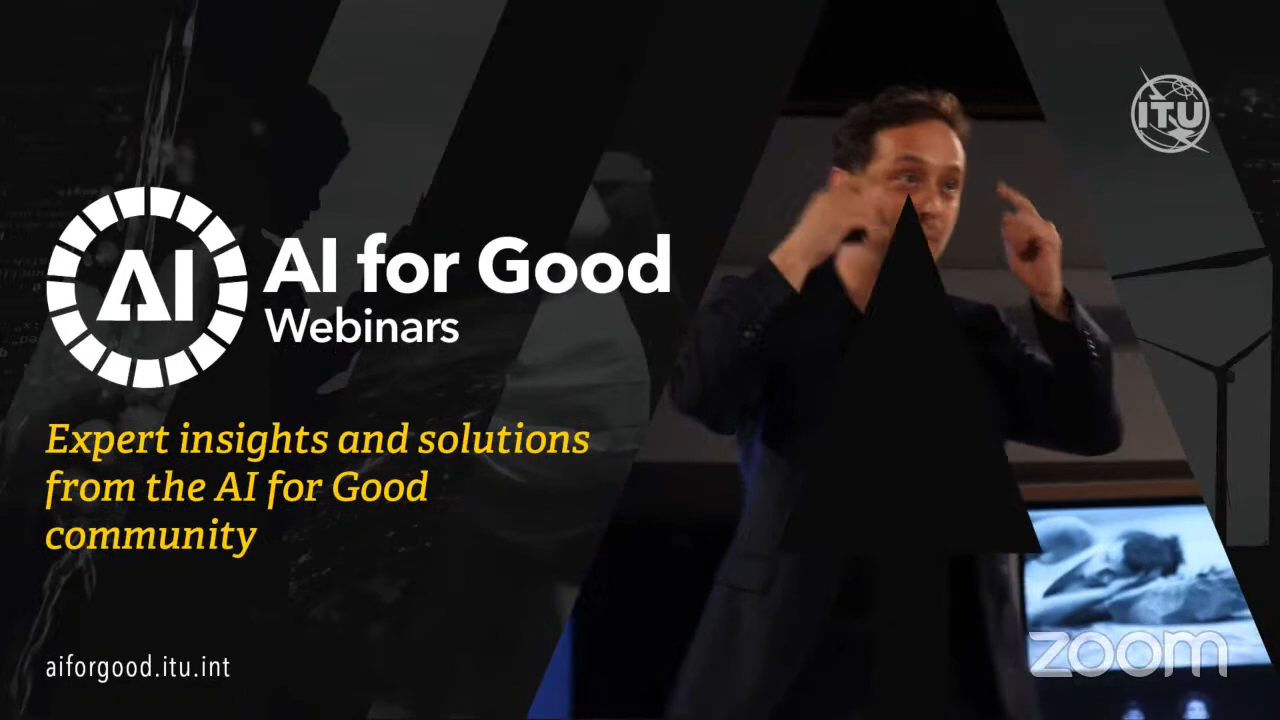 ITU
AI
AI for Good
Webinars
Expert insights and solutions
from the AI for Good
community
aiforgood.itu.int
zoom